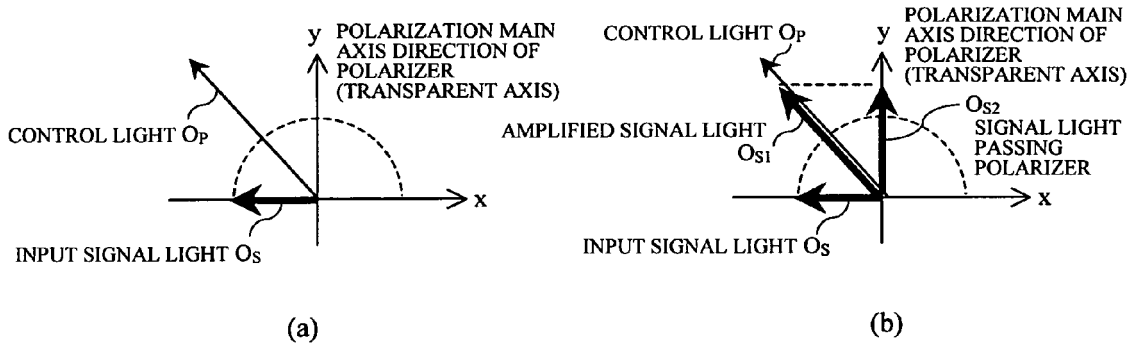 y
POLARIZATION MAIN
AXIS DIRECTION OF
POLARIZER
(TRANSPARENT AXIS)
CONTROL LIGHT OP
x
INPUT SIGNAL LIGHT OS
(a)
CONTROL LIGHT OP
y
POLARIZATION MAIN
AXIS DIRECTION OF
POLARIZER
(TRANSPARENT AXIS)
AMPLIFIED SIGNAL LIGHT
OS1
OS2
SIGNAL LIGHT
PASSING
POLARIZER
x
INPUT SIGNAL LIGHT OS
(b)